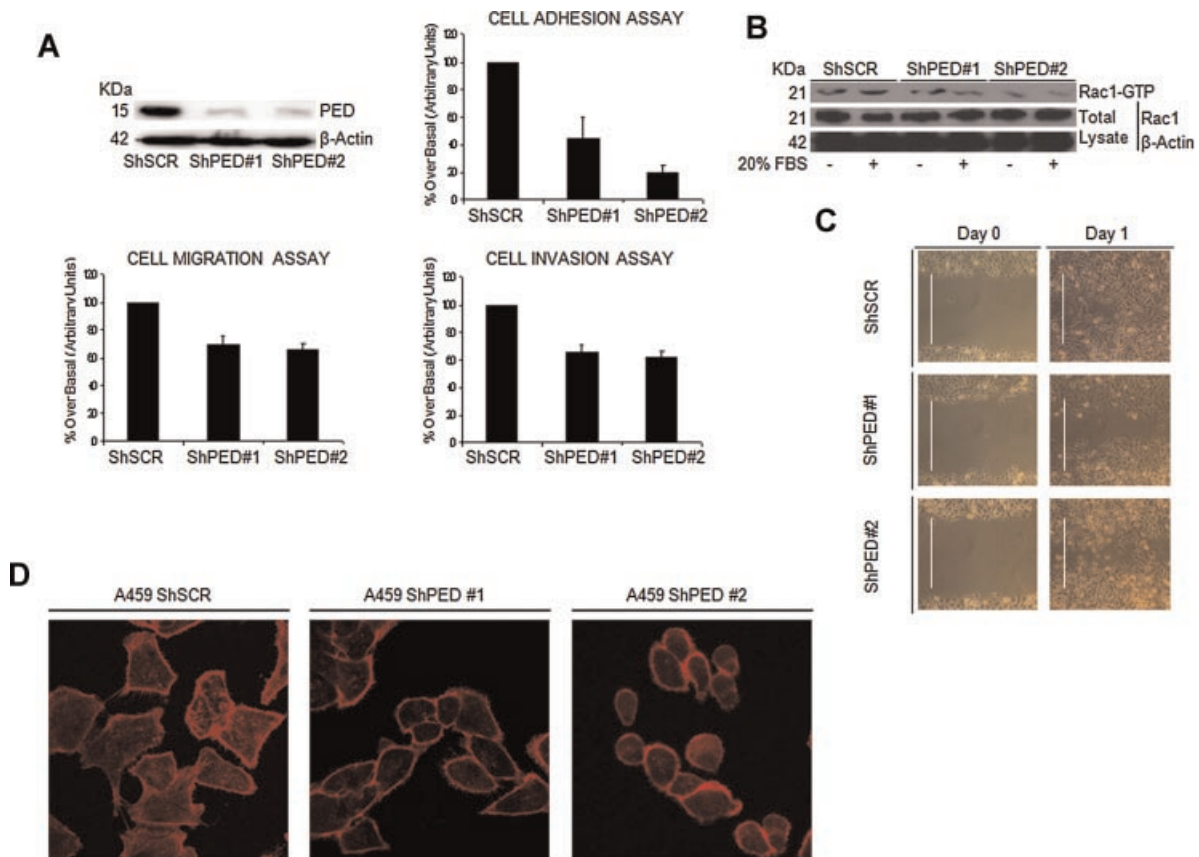 A
KDa
15
PED
42
β-Actin
ShSCR ShPED#1 ShPED#2
CELL ADHESION ASSAY
% Over Basal (Arbitrary Units)
120
100
80
60
40
20
0
ShSCR ShPED#1 ShPED#2
CELL MIGRATION ASSAY
% Over Basal (Arbitrary Units)
120
100
80
60
40
20
0
ShSCR ShPED#1 ShPED#2
CELL INVASION ASSAY
% Over Basal (Arbitrary Units)
120
100
80
60
40
20
0
ShSCR ShPED#1 ShPED#2
B
KDa ShSCR ShPED#1 ShPED#2
21 Rac1-GTP
21 Total Rac1
42 Lysate β-Actin
20% FBS - + - + - +
C
Day 0 Day 1
ShSCR
ShPED#1
ShPED#2
D
A459 ShSCR A459 ShPED #1 A459 ShPED #2